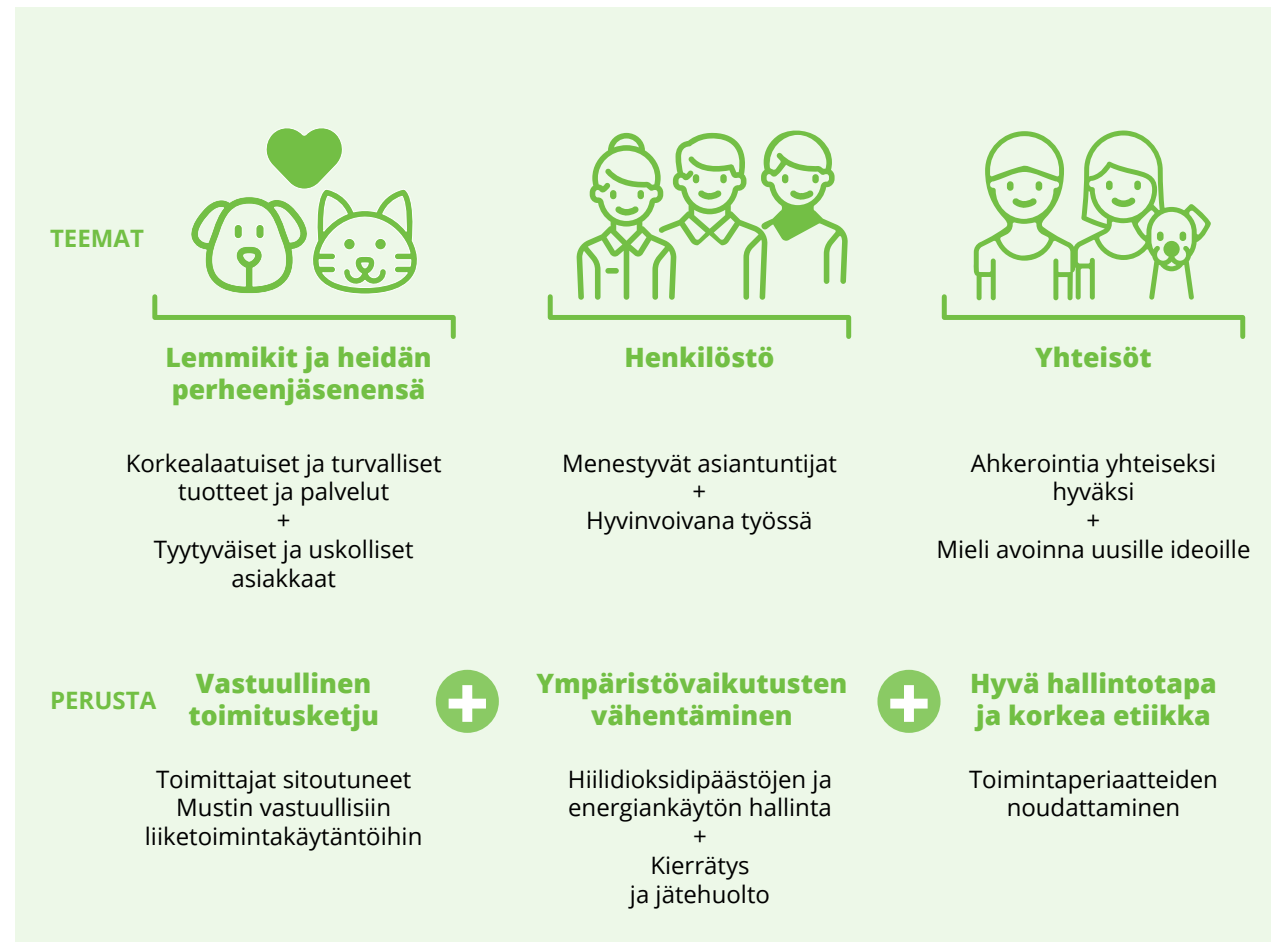 TEEMAT
Lemmikit ja heidän
perheenjäsenensä
Korkealaatuiset ja turvalliset
tuotteet ja palvelut
+
Tyytyväiset ja uskolliset
asiakkaat
Henkilöstö
Menestyvät asiantuntijat
+
Hyvinvoivana työssä
Yhteisöt
Ahkerointia yhteiseksi
hyväksi
+
Mieli avoinna uusille ideoille
PERUSTA
Vastuullinen
toimitusketju
Toimittajat sitoutuneet
Mustin vastuullisiin
liiketoimintakäytäntöihin
+
Ympäristövaikutusten
vähentäminen
Hiilidioksidipäästöjen ja
energiankäytön hallinta
+
Kierrätys
ja jätehuolto
+
Hyvä hallintotapa
ja korkea etiikka
Toimintaperiaatteiden
noudattaminen